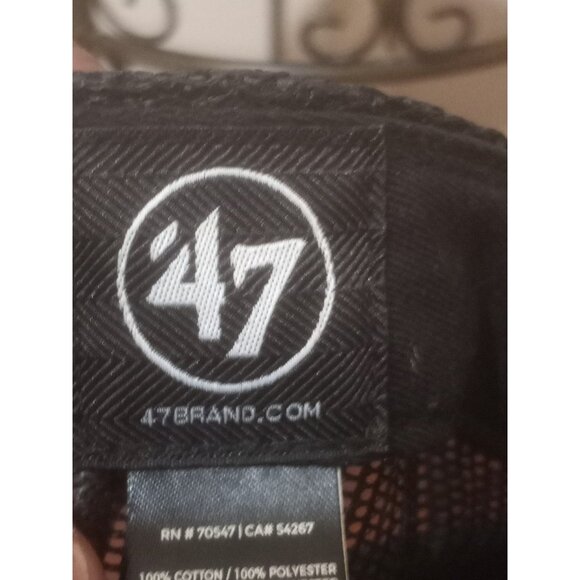 '47
47BRAND.COM
RN # 70547 | CA# 54267
100% COTTON / 100% POLYESTER